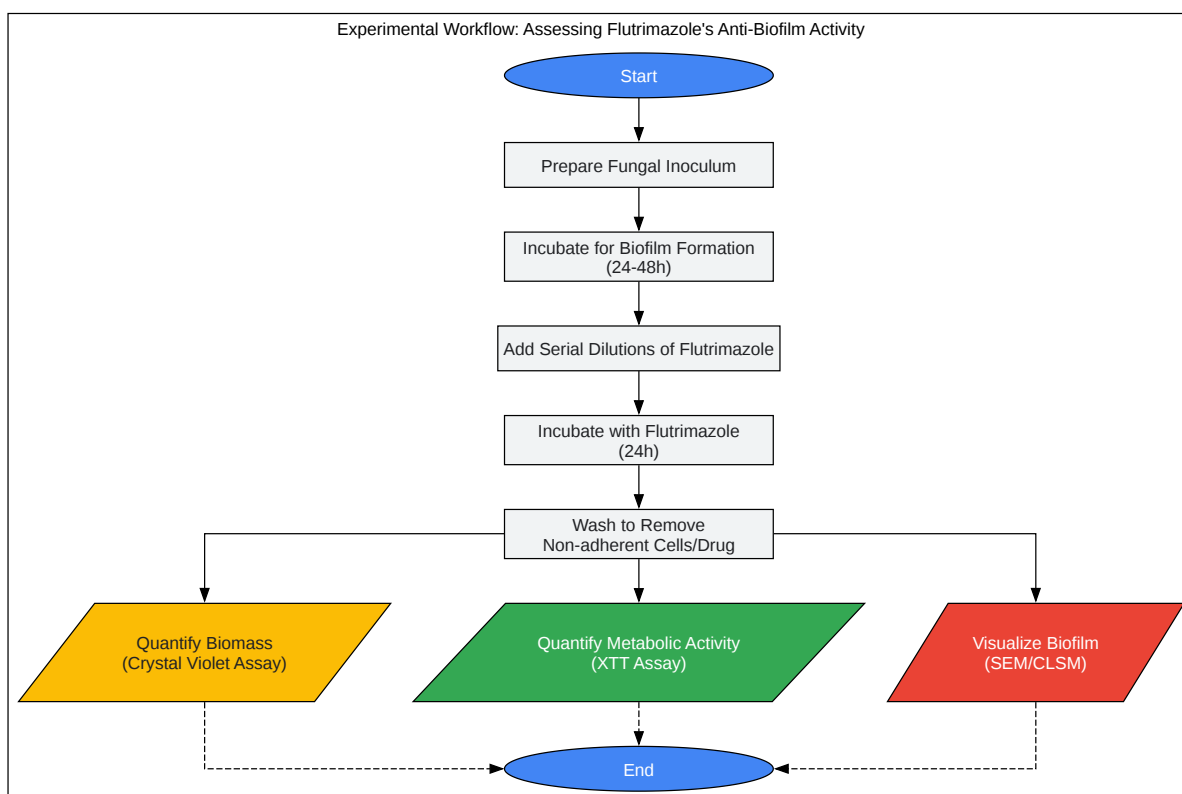 Experimental Workflow: Assessing Flutrimazole's Anti-Biofilm Activity
Start
Prepare Fungal Inoculum
Incubate for Biofilm Formation
(24-48h)
Add Serial Dilutions of Flutrimazole
Incubate with Flutrimazole
(24h)
Wash to Remove
Non-adherent Cells/Drug
Quantify Biomass
(Crystal Violet Assay)
Quantify Metabolic Activity
(XTT Assay)
Visualize Biofilm
(SEM/CLSM)
End